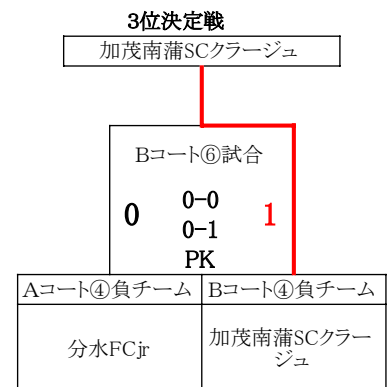 3位決定戦
加茂南蒲SCクラージュ
Bコート⑥試合
0 0-0 1
0-1
PK
Aコート④負チーム Bコート④負チーム
分水FCjr 加茂南蒲SCクラー
ジュ